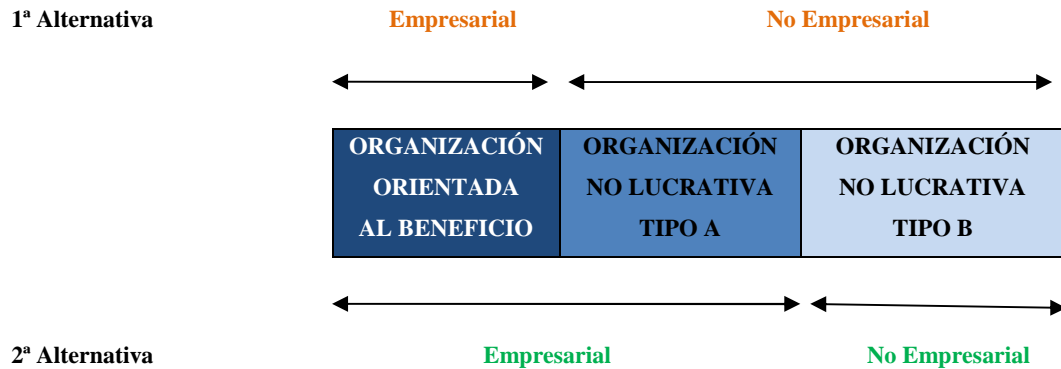 1ª Alternativa Empresarial No Empresarial
ORGANIZACIÓN ORGANIZACIÓN ORGANIZACIÓN
ORIENTADA NO LUCRATIVA NO LUCRATIVA
AL BENEFICIO TIPO A TIPO B
2ª Alternativa Empresarial No Empresarial